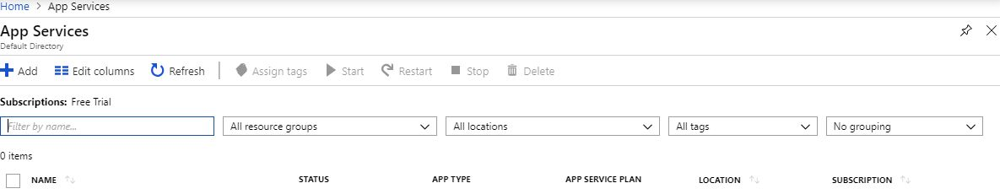 Home > App Services
App Services
Default Directory
Add Edit columns Refresh Assign tags Start Restart Stop Delete
Subscriptions: Free Trial
Filter by name... All resource groups All locations All tags No grouping
0 items
NAME STATUS APP TYPE APP SERVICE PLAN LOCATION SUBSCRIPTION